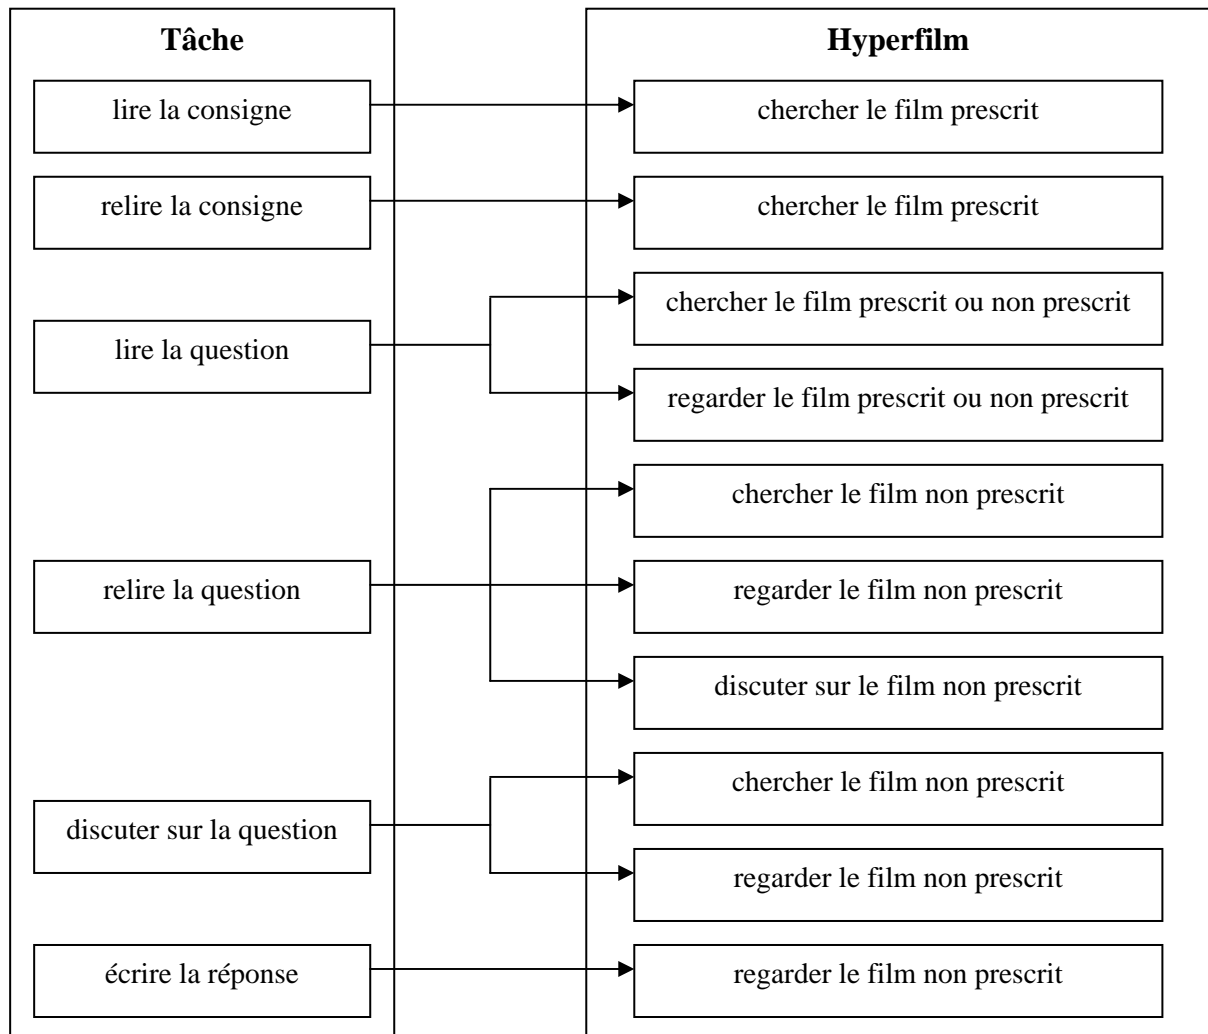 Tâche
Hyperfilm
lire la consigne
chercher le film prescrit
relire la consigne
chercher le film prescrit
lire la question
chercher le film prescrit ou non prescrit
regarder le film prescrit ou non prescrit
relire la question
chercher le film non prescrit
regarder le film non prescrit
discuter sur le film non prescrit
discuter sur la question
chercher le film non prescrit
regarder le film non prescrit
écrire la réponse
regarder le film non prescrit